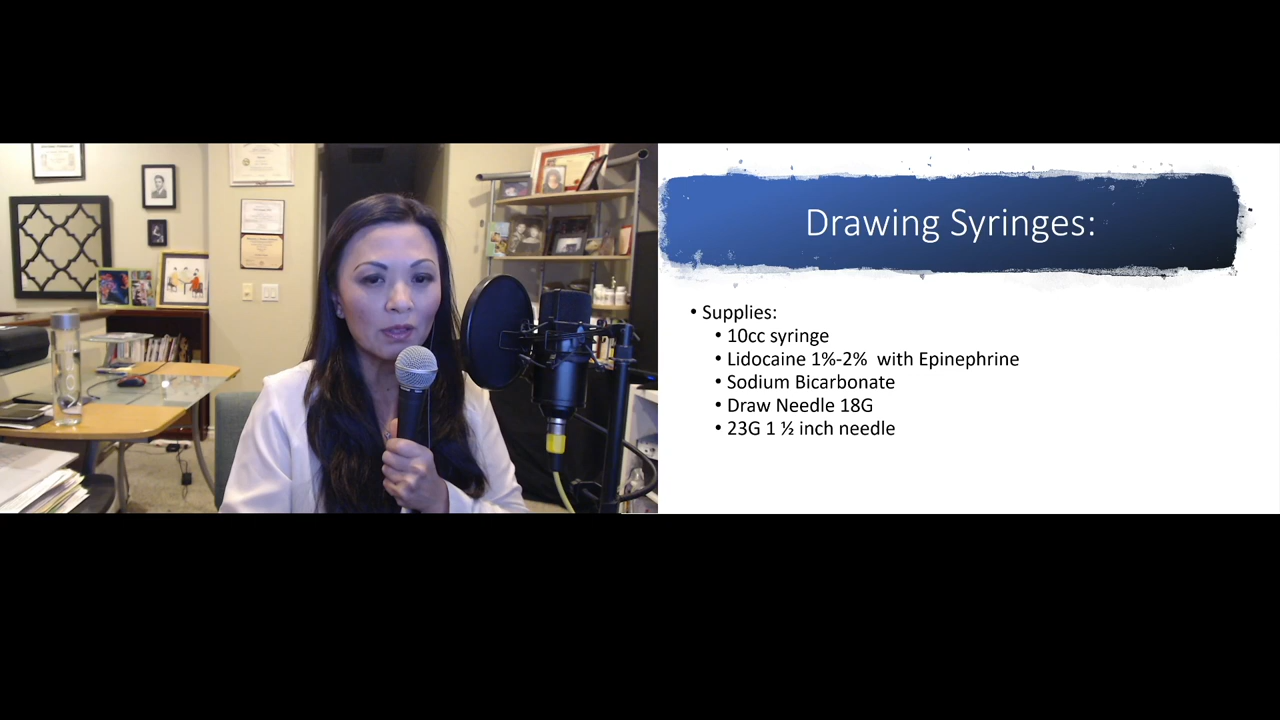 Drawing Syringes:
• Supplies:
• 10cc syringe
• Lidocaine 1%-2%  with Epinephrine
• Sodium Bicarbonate
• Draw Needle 18G
• 23G 1 ½ inch needle